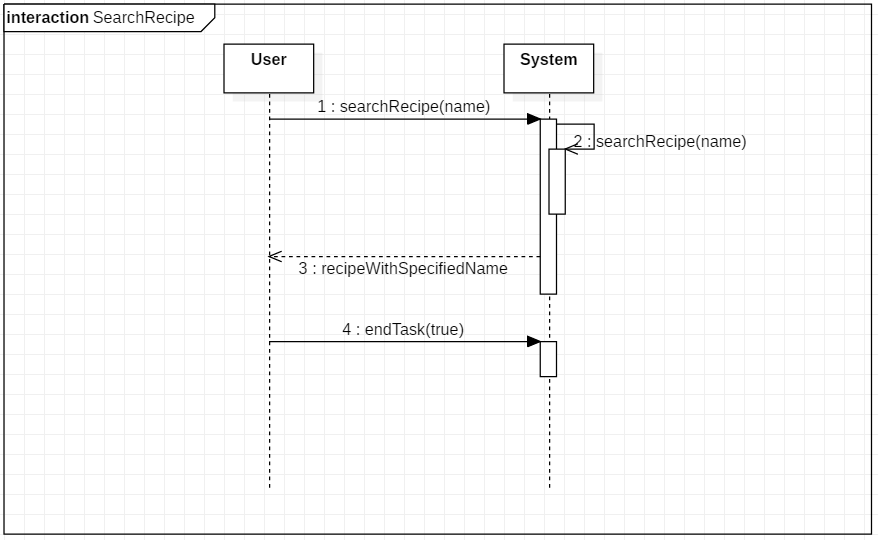 interaction SearchRecipe
User
System
1 : searchRecipe(name)
2 : searchRecipe(name)
3 : recipeWithSpecifiedName
4 : endTask(true)